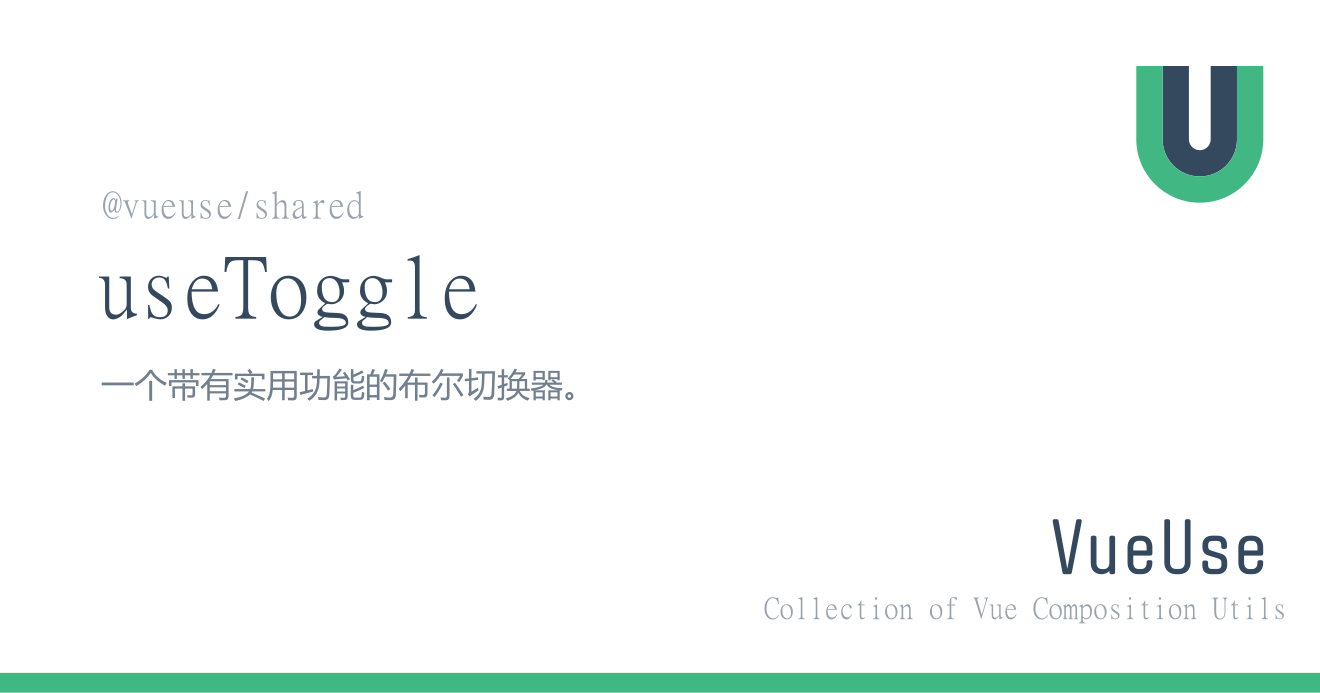 @vueuse/shared
useToggle
一个带有实用功能的布尔切换器。
VueUse
Collection of Vue Composition Utils